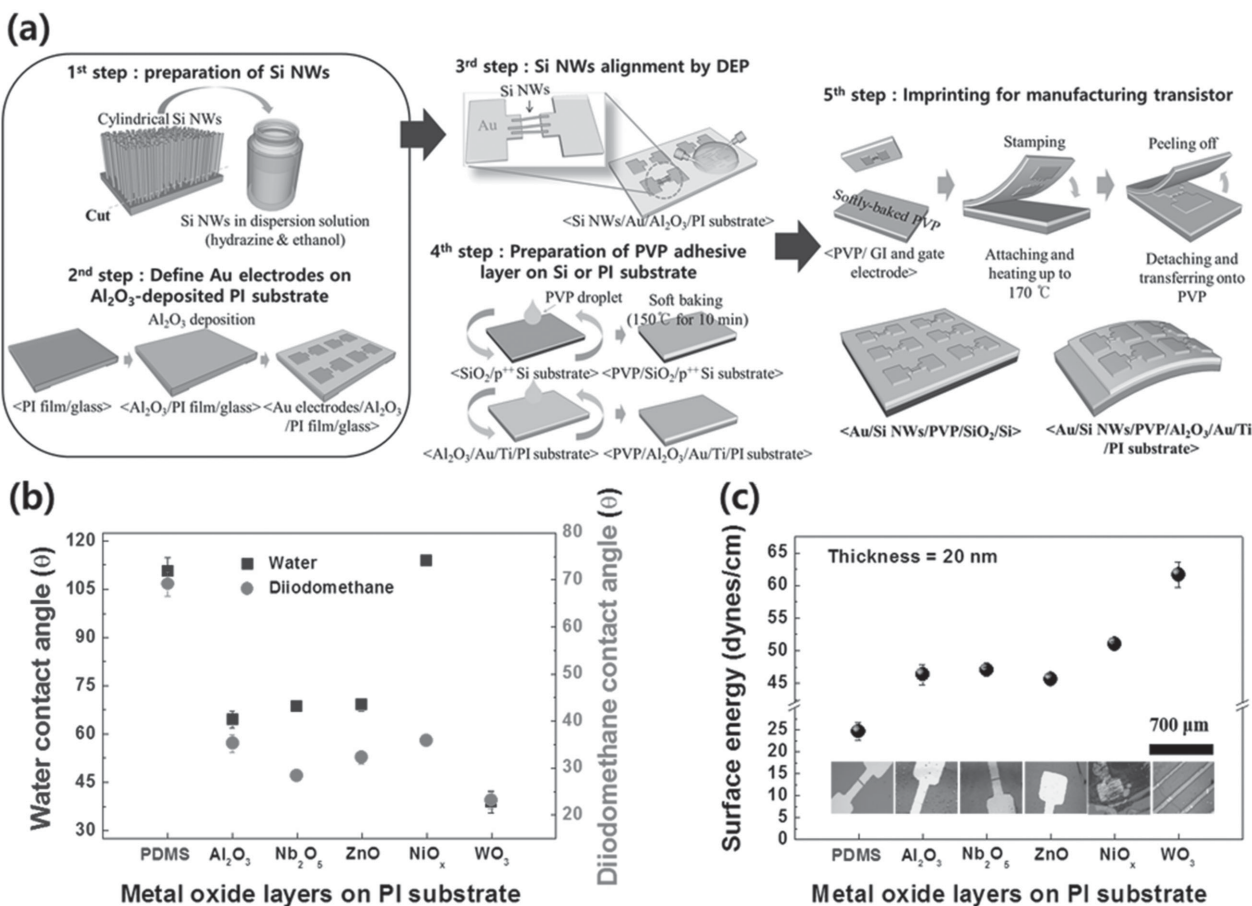 (a)
1st step : preparation of Si NWs
Cylindrical Si NWs
Cut
Si NWs in dispersion solution
(hydrazine & ethanol)
2nd step : Define Au electrodes on
Al2O3-deposited PI substrate
Al2O3 deposition
<PI film/glass>
<Al2O3/PI film/glass>
<Au electrodes/Al2O3
/PI film/glass>
3rd step : Si NWs alignment by DEP
Si NWs
Au
<Si NWs/Au/Al2O3/PI substrate>
4th step : Preparation of PVP adhesive
layer on Si or PI substrate
PVP droplet
Soft baking
(150℃ for 10 min)
<SiO2/p++ Si substrate>
<PVP/SiO2/p++ Si substrate>
<Al2O3/Au/Ti/PI substrate>
<PVP/Al2O3/Au/Ti/PI substrate>
5th step : Imprinting for manufacturing transistor
Softly-baked PVP
<PVP/ GI and gate
electrode>
Stamping
Attaching and
heating up to
170 ℃
Peeling off
Detaching and
transferring onto
PVP
<Au/Si NWs/PVP/SiO2/Si>
<Au/Si NWs/PVP/Al2O3/Au/Ti
/PI substrate>
(b)
Water contact angle (θ)
120
105
90
75
60
45
30
Water
Diiodomethane
80
70
60
50
40
30
20
Diiodomethane contact angle (θ)
PDMS Al2O3 Nb2O5 ZnO NiOx WO3
Metal oxide layers on PI substrate
(c)
Surface energy (dynes/cm)
65
60
55
50
45
25
20
15
10
5
0
Thickness = 20 nm
700 μm
PDMS Al2O3 Nb2O5 ZnO NiOx WO3
Metal oxide layers on PI substrate